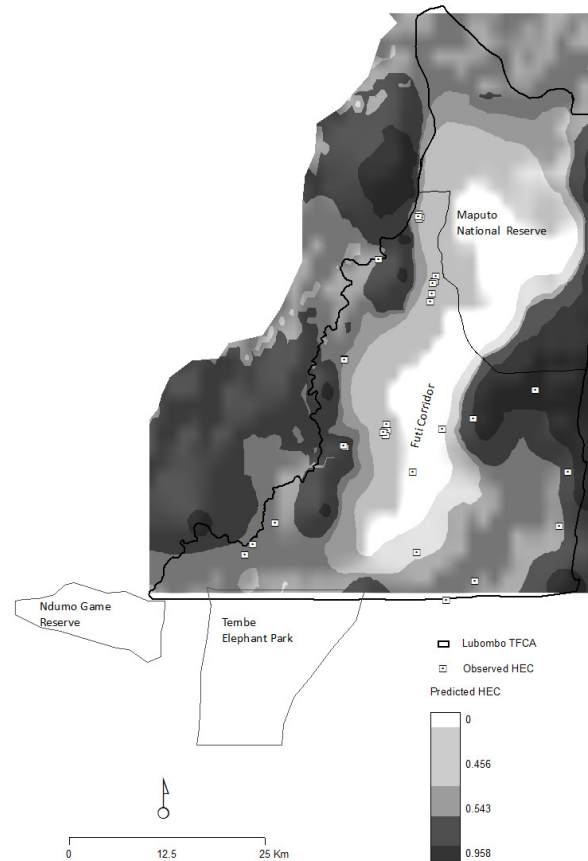 Maputo
National Reserve
Futi Corridor
Ndumo Game
Reserve
Tembe
Elephant Park
Lubombo TFCA
Observed HEC
Predicted HEC
0
0.456
0.543
0.958
0 12.5 25 Km